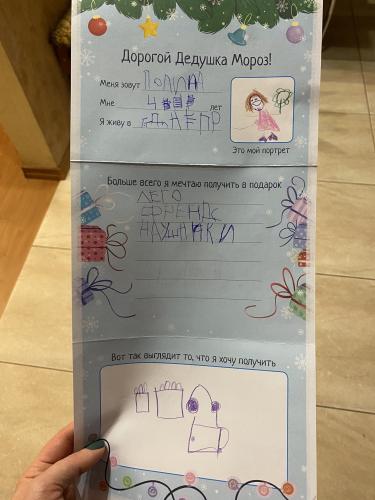 Дорогой Дедушка Мороз!
Меня зовут ПОЛИНА
Мне 4 лет
Я живу в ДНЕПР
Это мой портрет
Больше всего я мечтаю получить в подарок
ЛЕГО
ФРЕНДС
НАУШНИКИ
Вот так выглядит то, что я хочу получить